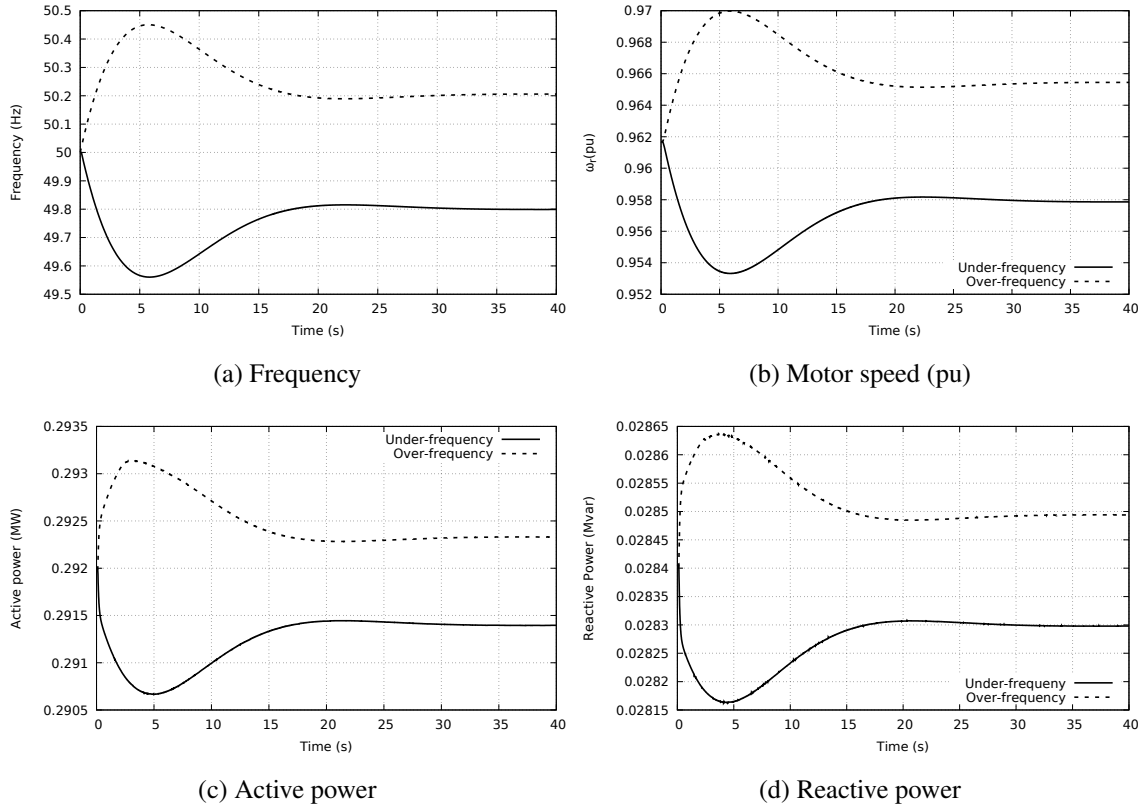 50.5
50.4
50.3
50.2
50.1
50
49.9
49.8
49.7
49.6
49.5
Frequency (Hz)
0 5 10 15 20 25 30 35 40
Time (s)
(a) Frequency
0.97
0.968
0.966
0.964
0.962
0.96
0.958
0.956
0.954
0.952
ωr(pu)
Under-frequency
Over-frequency
0 5 10 15 20 25 30 35 40
Time (s)
(b) Motor speed (pu)
0.2935
0.293
0.2925
0.292
0.2915
0.291
0.2905
Active power (MW)
Under-frequency
Over-frequency
0 5 10 15 20 25 30 35 40
Time (s)
(c) Active power
0.02865
0.0286
0.02855
0.0285
0.02845
0.0284
0.02835
0.0283
0.02825
0.0282
0.02815
Reactive Power (Mvar)
Under-frequeny
Over-frequency
0 5 10 15 20 25 30 35 40
Time (s)
(d) Reactive power